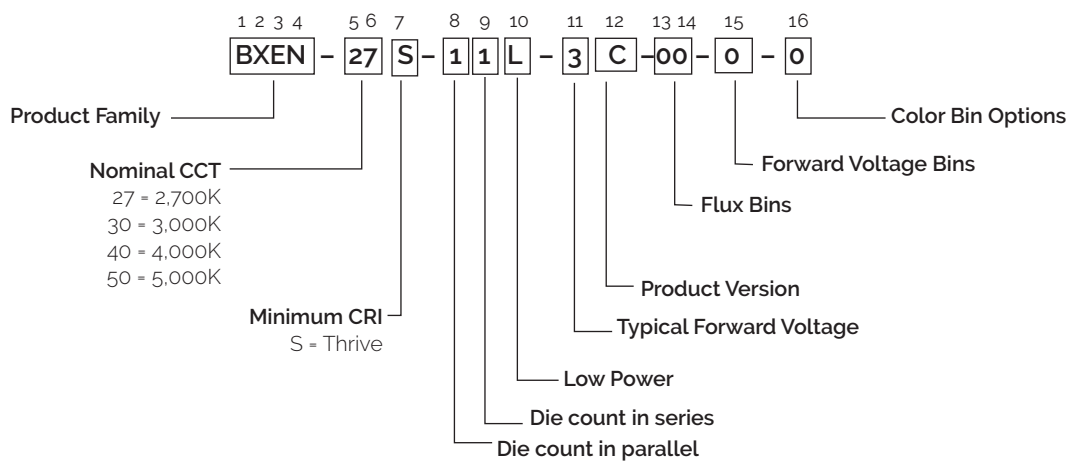 1 2 3 4 5 6 7 8 9 10 11 12 13 14 15 16
BXEN – 27 S – 1 1 L – 3 C –00 – 0 – 0
Product Family
Color Bin Options
Nominal CCT
27 = 2,700K
30 = 3,000K
40 = 4,000K
50 = 5,000K
Forward Voltage Bins
Flux Bins
Product Version
Minimum CRI
S = Thrive
Typical Forward Voltage
Low Power
Die count in series
Die count in parallel